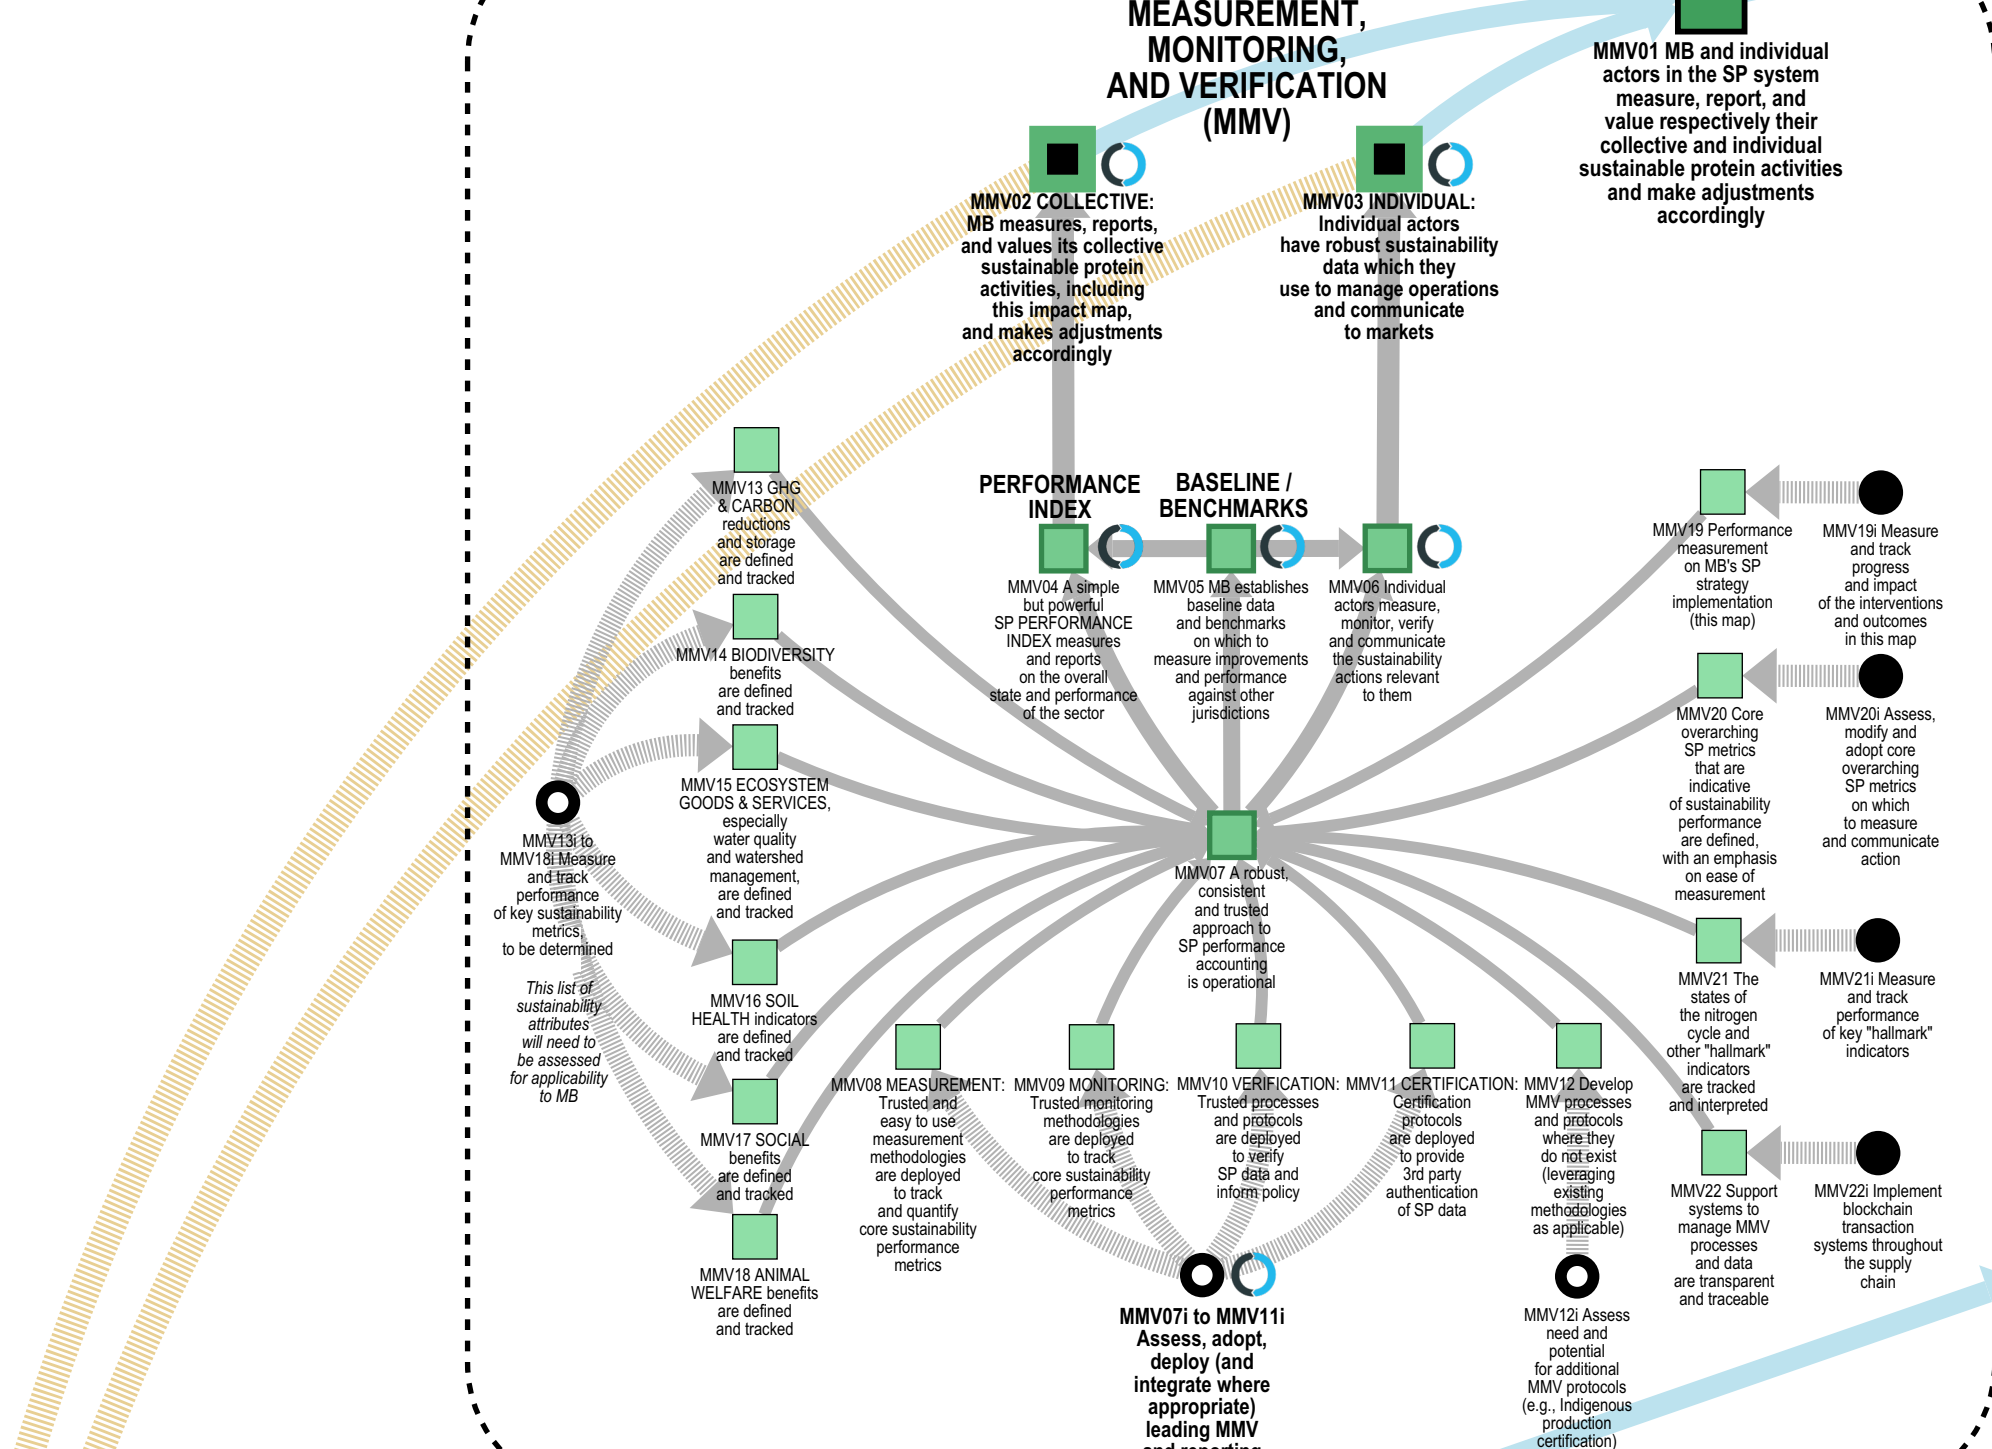 MEASUREMENT,
MONITORING,
AND VERIFICATION
(MMV)
MMV01 MB and individual
actors in the SP system
measure, report, and
value respectively their
collective and individual
sustainable protein activities
and make adjustments
accordingly
MMV02 COLLECTIVE:
MB measures, reports,
and values its collective
sustainable protein
activities, including
this impact map,
and makes adjustments
accordingly
MMV03 INDIVIDUAL:
Individual actors
have robust sustainability
data which they
use to manage operations
and communicate
to markets
PERFORMANCE
INDEX
BASELINE /
BENCHMARKS
MMV04 A simple
but powerful
SP PERFORMANCE
INDEX measures
and reports
on the overall
state and performance
of the sector
MMV05 MB establishes
baseline data
and benchmarks
on which to
measure improvements
and performance
against other
jurisdictions
MMV06 Individual
actors measure,
monitor, verify
and communicate
the sustainability
actions relevant
to them
MMV13 GHG
& CARBON
reductions
and storage
are defined
and tracked
MMV14 BIODIVERSITY
benefits
are defined
and tracked
MMV15 ECOSYSTEM
GOODS & SERVICES,
especially
water quality
and watershed
management,
are defined
and tracked
MMV16 SOIL
HEALTH indicators
are defined
and tracked
MMV17 SOCIAL
benefits
are defined
and tracked
MMV18 ANIMAL
WELFARE benefits
are defined
and tracked
MMV13i to
MMV18i Measure
and track
performance
of key sustainability
metrics,
to be determined
This list of
sustainability
attributes
will need to
be assessed
for applicability
to MB
MMV07 A robust,
consistent
and trusted
approach to
SP performance
accounting
is operational
MMV08 MEASUREMENT:
Trusted and
easy to use
measurement
methodologies
are deployed
to track
and quantify
core sustainability
performance
metrics
MMV09 MONITORING:
Trusted monitoring
methodologies
are deployed
to track
core sustainability
performance
metrics
MMV10 VERIFICATION:
Trusted processes
and protocols
are deployed
to verify
SP data and
inform policy
MMV11 CERTIFICATION:
Certification
protocols
are deployed
to provide
3rd party
authentication
of SP data
MMV12 Develop
MMV processes
and protocols
where they
do not exist
(leveraging
existing
methodologies
as applicable)
MMV07i to MMV11i
Assess, adopt,
deploy (and
integrate where
appropriate)
leading MMV
and reporting
MMV12i Assess
need and
potential
for additional
MMV protocols
(e.g., Indigenous
production
certification)
MMV19 Performance
measurement
on MB's SP
strategy
implementation
(this map)
MMV19i Measure
and track
progress
and impact
of the interventions
and outcomes
in this map
MMV20 Core
overarching
SP metrics
that are
indicative
of sustainability
performance
are defined,
with an emphasis
on ease of
measurement
MMV20i Assess,
modify and
adopt core
overarching
SP metrics
on which
to measure
and communicate
action
MMV21 The
states of
the nitrogen
cycle and
other "hallmark"
indicators
are tracked
and interpreted
MMV21i Measure
and track
performance
of key "hallmark"
indicators
MMV22 Support
systems to
manage MMV
processes
and data
are transparent
and traceable
MMV22i Implement
blockchain
transaction
systems throughout
the supply
chain